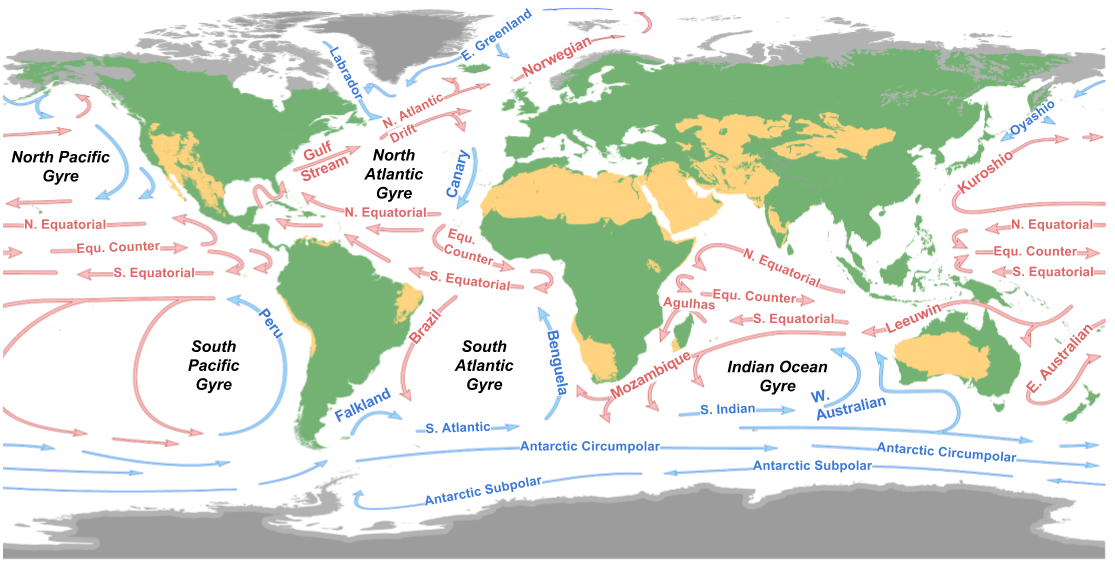 E. Greenland
Norwegian
Labrador
N. Atlantic
Drift
Oyashio
North Pacific
Gyre
Gulf
Stream
North
Atlantic
Gyre
Canary
Kuroshio
N. Equatorial
N. Equatorial
N. Equatorial
Equ. Counter
Equ.
Counter
N. Equatorial
Equ. Counter
S. Equatorial
S. Equatorial
S. Equatorial
Agulhas
Equ. Counter
S. Equatorial
Leeuwin
Peru
Brazil
Benguela
E. Australian
South
Pacific
Gyre
South
Atlantic
Gyre
Mozambique
Indian Ocean
Gyre
Falkland
S. Atlantic
S. Indian
W.
Australian
Antarctic Circumpolar
Antarctic Circumpolar
Antarctic Subpolar
Antarctic Subpolar